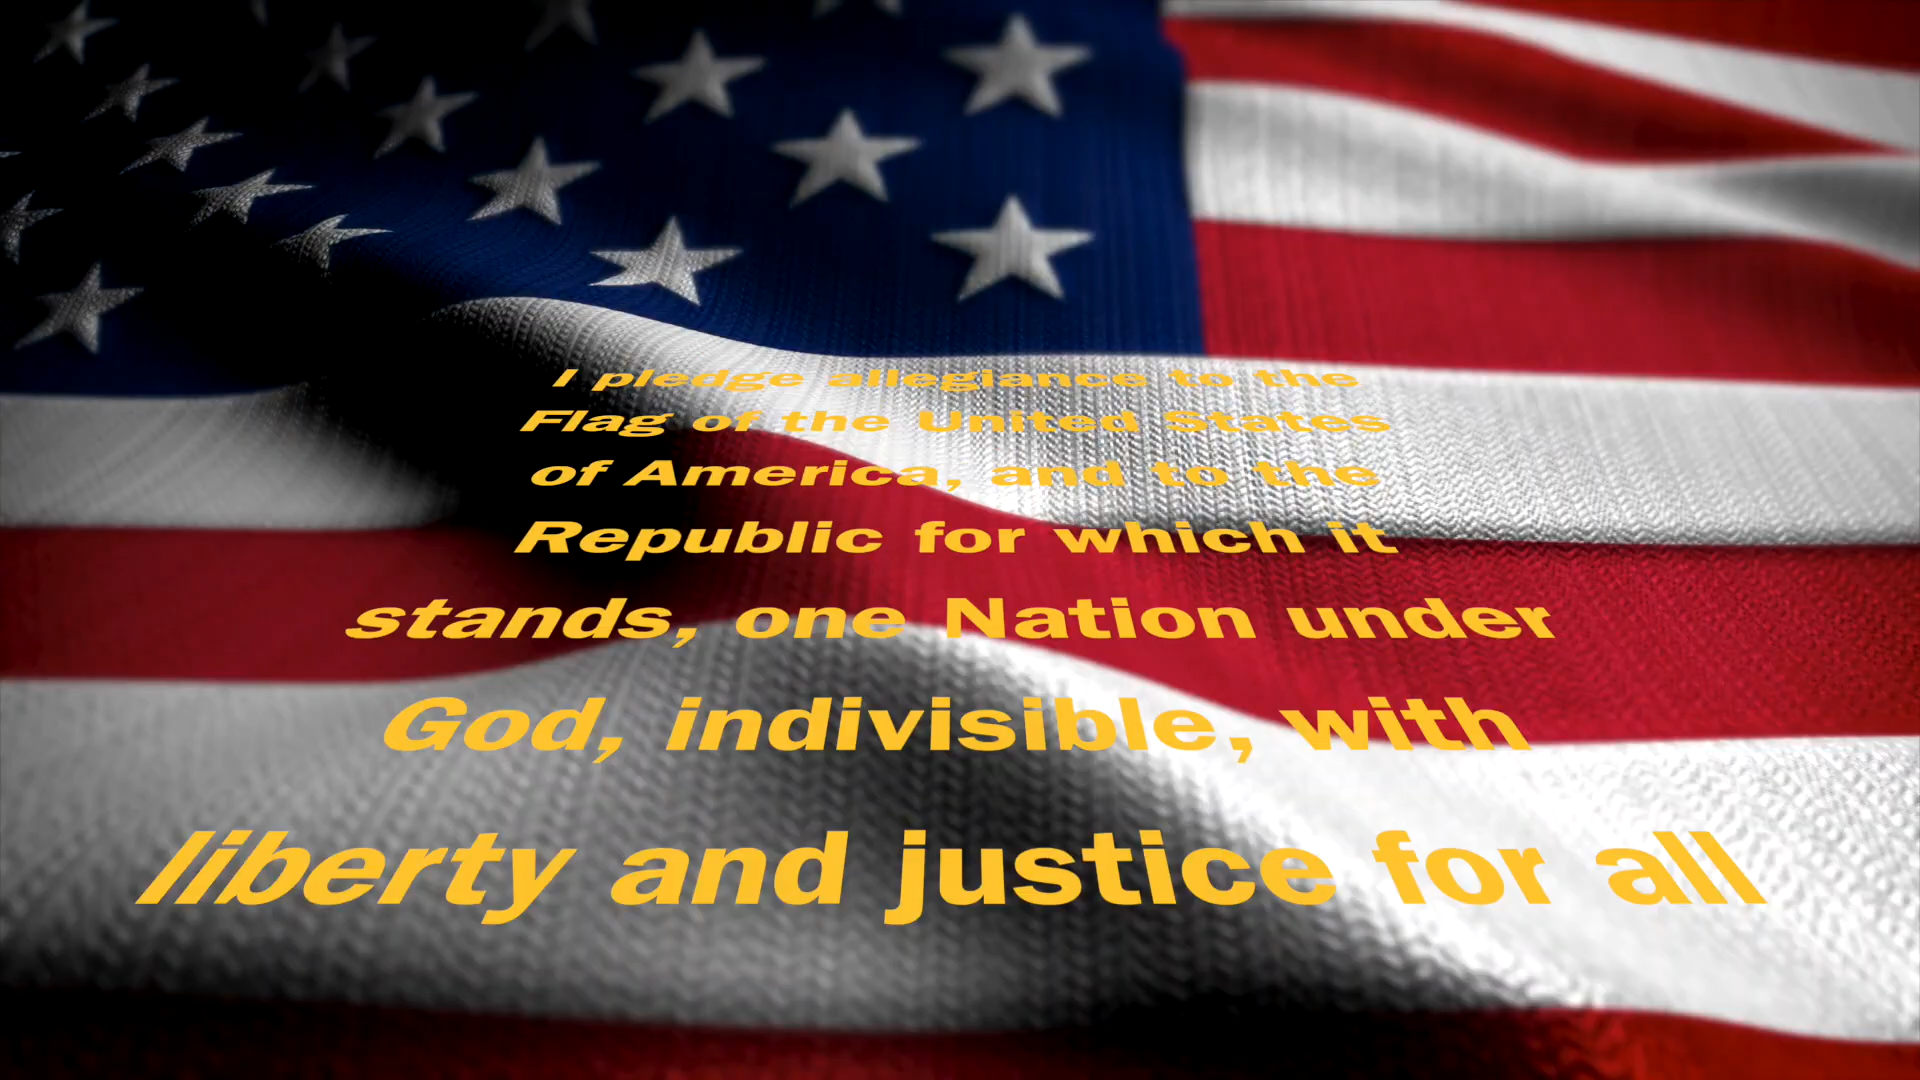 I pledge allegiance to the
Flag of the United States
of America, and to the
Republic for which it
stands, one Nation under
God, indivisible, with
liberty and justice for all